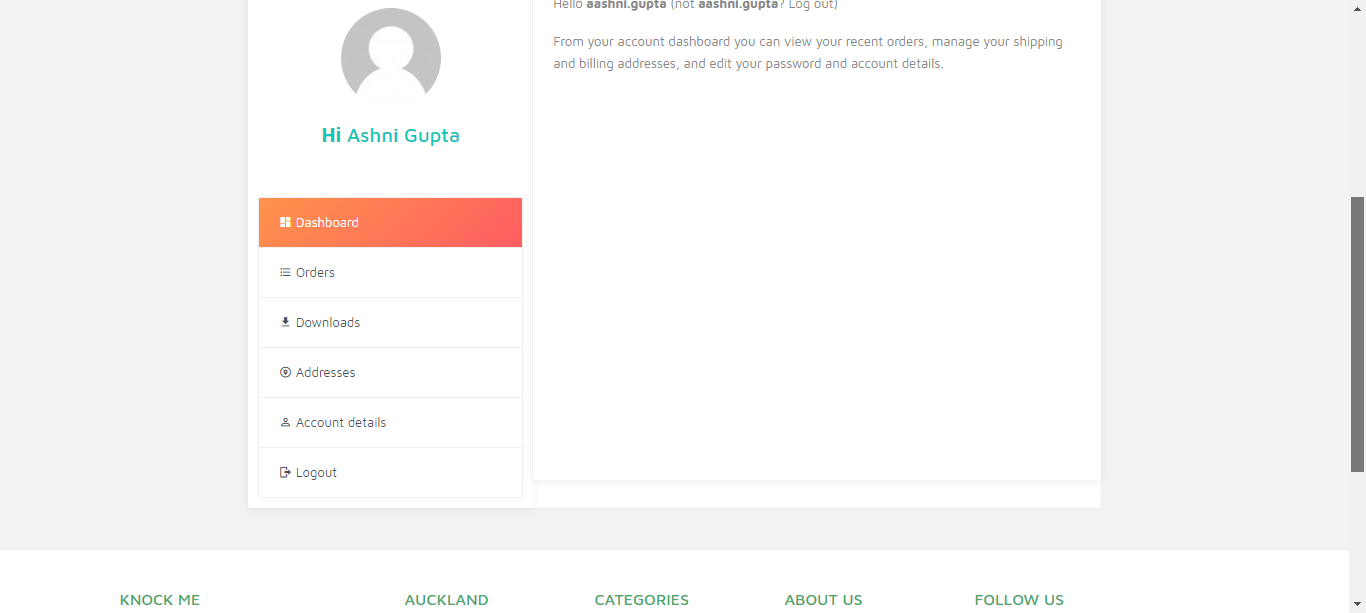 Hello aashni.gupta (not aashni.gupta? Log out)
From your account dashboard you can view your recent orders, manage your shipping
and billing addresses, and edit your password and account details.
Hi Ashni Gupta
Dashboard
Orders
Downloads
Addresses
Account details
Logout
KNOCK ME
AUCKLAND
CATEGORIES
ABOUT US
FOLLOW US